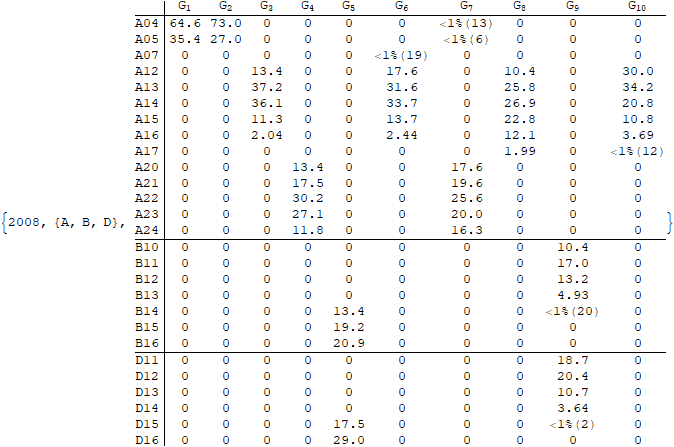 G1 G2 G3 G4 G5 G6 G7 G8 G9 G10
A04 64.6 73.0 0 0 0 0 <1%(13) 0 0 0
A05 35.4 27.0 0 0 0 0 <1%(6) 0 0 0
A07 0 0 0 0 0 <1%(19) 0 0 0 0
A12 0 0 13.4 0 0 17.6 0 10.4 0 30.0
A13 0 0 37.2 0 0 31.6 0 25.8 0 34.2
A14 0 0 36.1 0 0 33.7 0 26.9 0 20.8
A15 0 0 11.3 0 0 13.7 0 22.8 0 10.8
A16 0 0 2.04 0 0 2.44 0 12.1 0 3.69
A17 0 0 0 0 0 0 0 1.99 0 <1%(12)
A20 0 0 0 13.4 0 0 17.6 0 0 0
A21 0 0 0 17.5 0 0 19.6 0 0 0
A22 0 0 0 30.2 0 0 25.6 0 0 0
{2008, {A, B, D}, A23 0 0 0 27.1 0 0 20.0 0 0 0 }
A24 0 0 0 11.8 0 0 16.3 0 0 0
B10 0 0 0 0 0 0 0 0 10.4 0
B11 0 0 0 0 0 0 0 0 17.0 0
B12 0 0 0 0 0 0 0 0 13.2 0
B13 0 0 0 0 0 0 0 0 4.93 0
B14 0 0 0 0 13.4 0 0 0 <1%(20) 0
B15 0 0 0 0 19.2 0 0 0 0 0
B16 0 0 0 0 20.9 0 0 0 0 0
D11 0 0 0 0 0 0 0 0 18.7 0
D12 0 0 0 0 0 0 0 0 20.4 0
D13 0 0 0 0 0 0 0 0 10.7 0
D14 0 0 0 0 0 0 0 0 3.64 0
D15 0 0 0 0 17.5 0 0 0 <1%(2) 0
D16 0 0 0 0 29.0 0 0 0 0 0